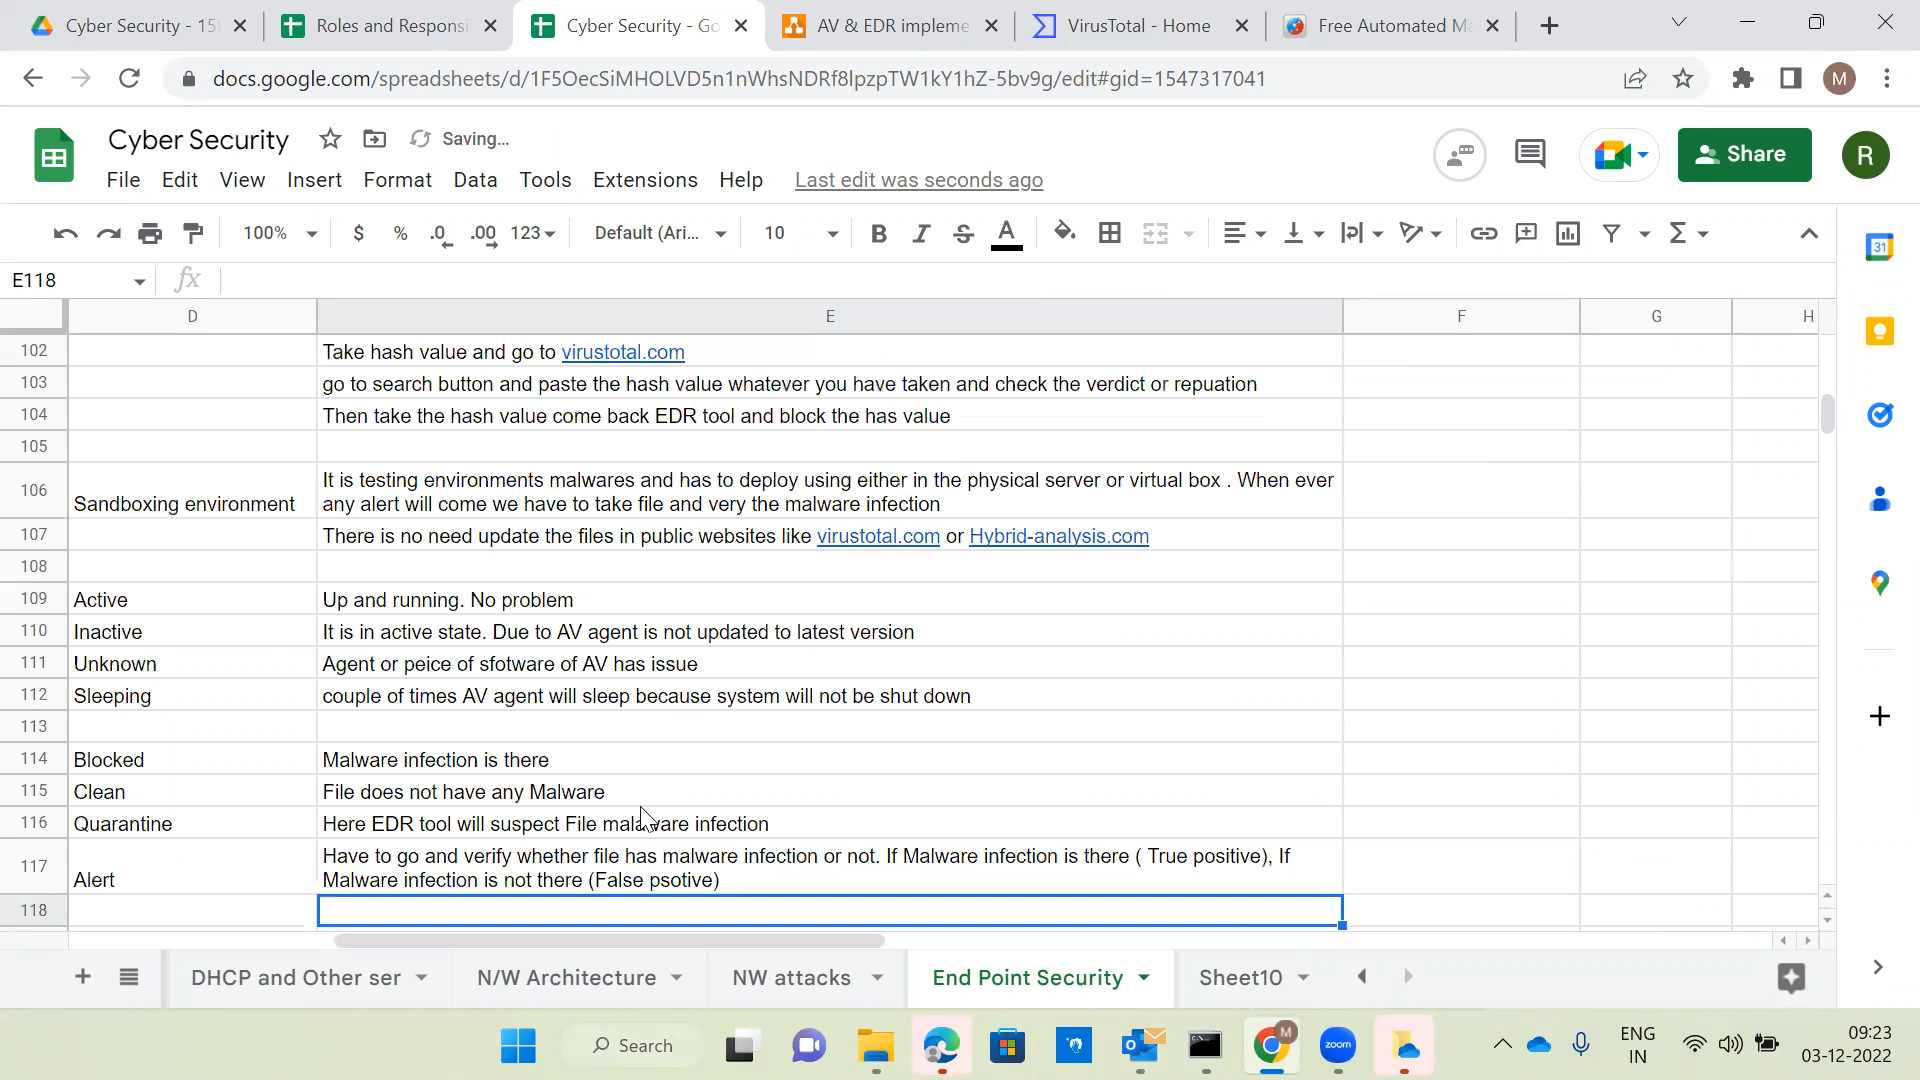 Cyber Security - 15t
Roles and Responsi
Cyber Security - Go
AV & EDR impleme
VirusTotal - Home
Free Automated Ma
docs.google.com/spreadsheets/d/1F5OecSiMHOLVD5n1nWhsNDRf8lpzpTW1kY1hZ-5bv9g/edit#gid=1547317041
M
Cyber Security
Saving...
Share
R
File Edit View Insert Format Data Tools Extensions Help Last edit was seconds ago
100% $ % .0 .00 123 Default (Ari... 10 B I S A
31
E118 fx
D E F G H
102 Take hash value and go to virustotal.com
103 go to search button and paste the hash value whatever you have taken and check the verdict or repuation
104 Then take the hash value come back EDR tool and block the has value
105
106 Sandboxing environment It is testing environments malwares and has to deploy using either in the physical server or virtual box . When ever
any alert will come we have to take file and very the malware infection
107 There is no need update the files in public websites like virustotal.com or Hybrid-analysis.com
108
109 Active Up and running. No problem
110 Inactive It is in active state. Due to AV agent is not updated to latest version
111 Unknown Agent or peice of sfotware of AV has issue
112 Sleeping couple of times AV agent will sleep because system will not be shut down
113
114 Blocked Malware infection is there
115 Clean File does not have any Malware
116 Quarantine Here EDR tool will suspect File malaware infection
117 Alert Have to go and verify whether file has malware infection or not. If Malware infection is there ( True positive), If
Malware infection is not there (False psotive)
118
DHCP and Other ser N/W Architecture NW attacks End Point Security Sheet10
Search
M
zoom
ENG
IN
09:23
03-12-2022